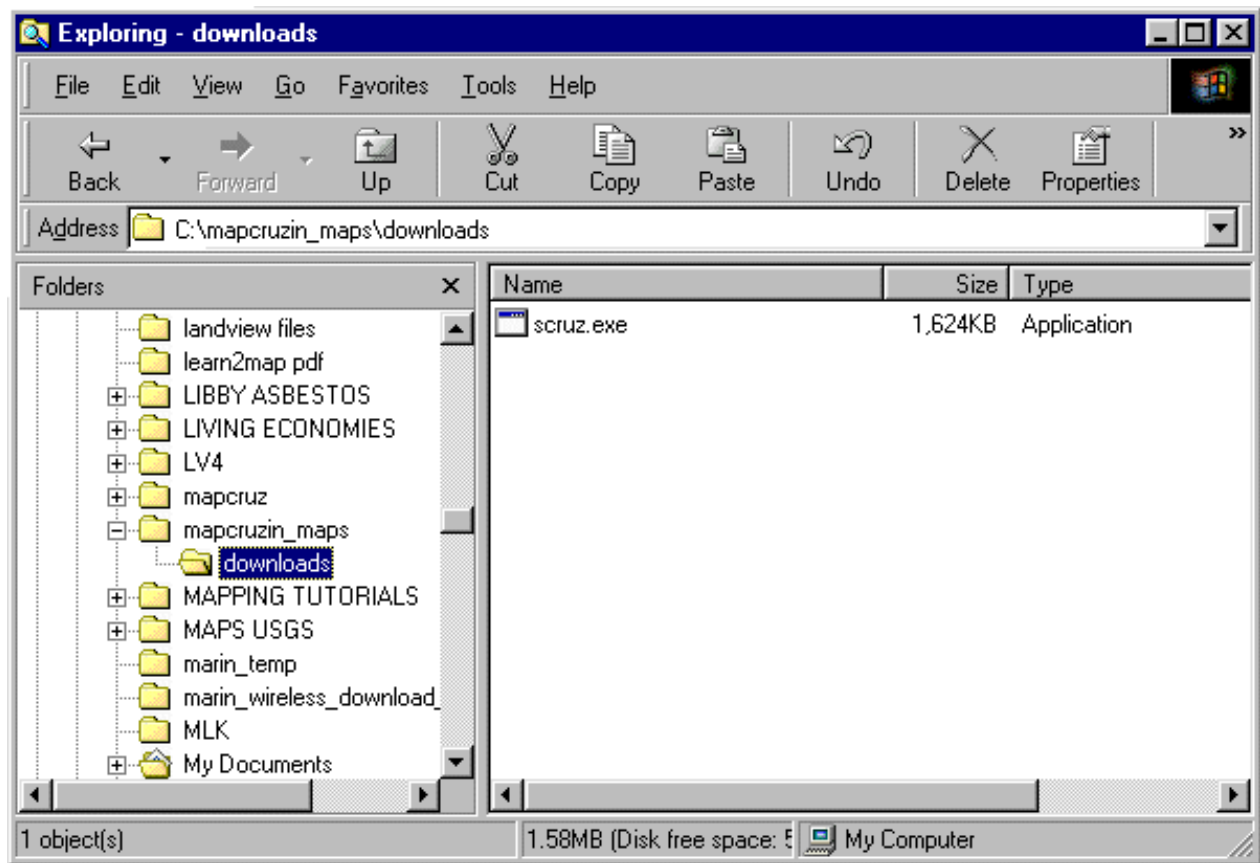 Exploring - downloads
File Edit View Go Favorites Tools Help
Back Forward Up Cut Copy Paste Undo Delete Properties »
Address C:\mapcruzin_maps\downloads
Folders
landview files
learn2map pdf
LIBBY ASBESTOS
LIVING ECONOMIES
LV4
mapcruz
mapcruzin_maps
downloads
MAPPING TUTORIALS
MAPS USGS
marin_temp
marin_wireless_download_
MLK
My Documents
Name Size Type
scruz.exe 1,624KB Application
1 object(s) 1.58MB (Disk free space: 5 My Computer